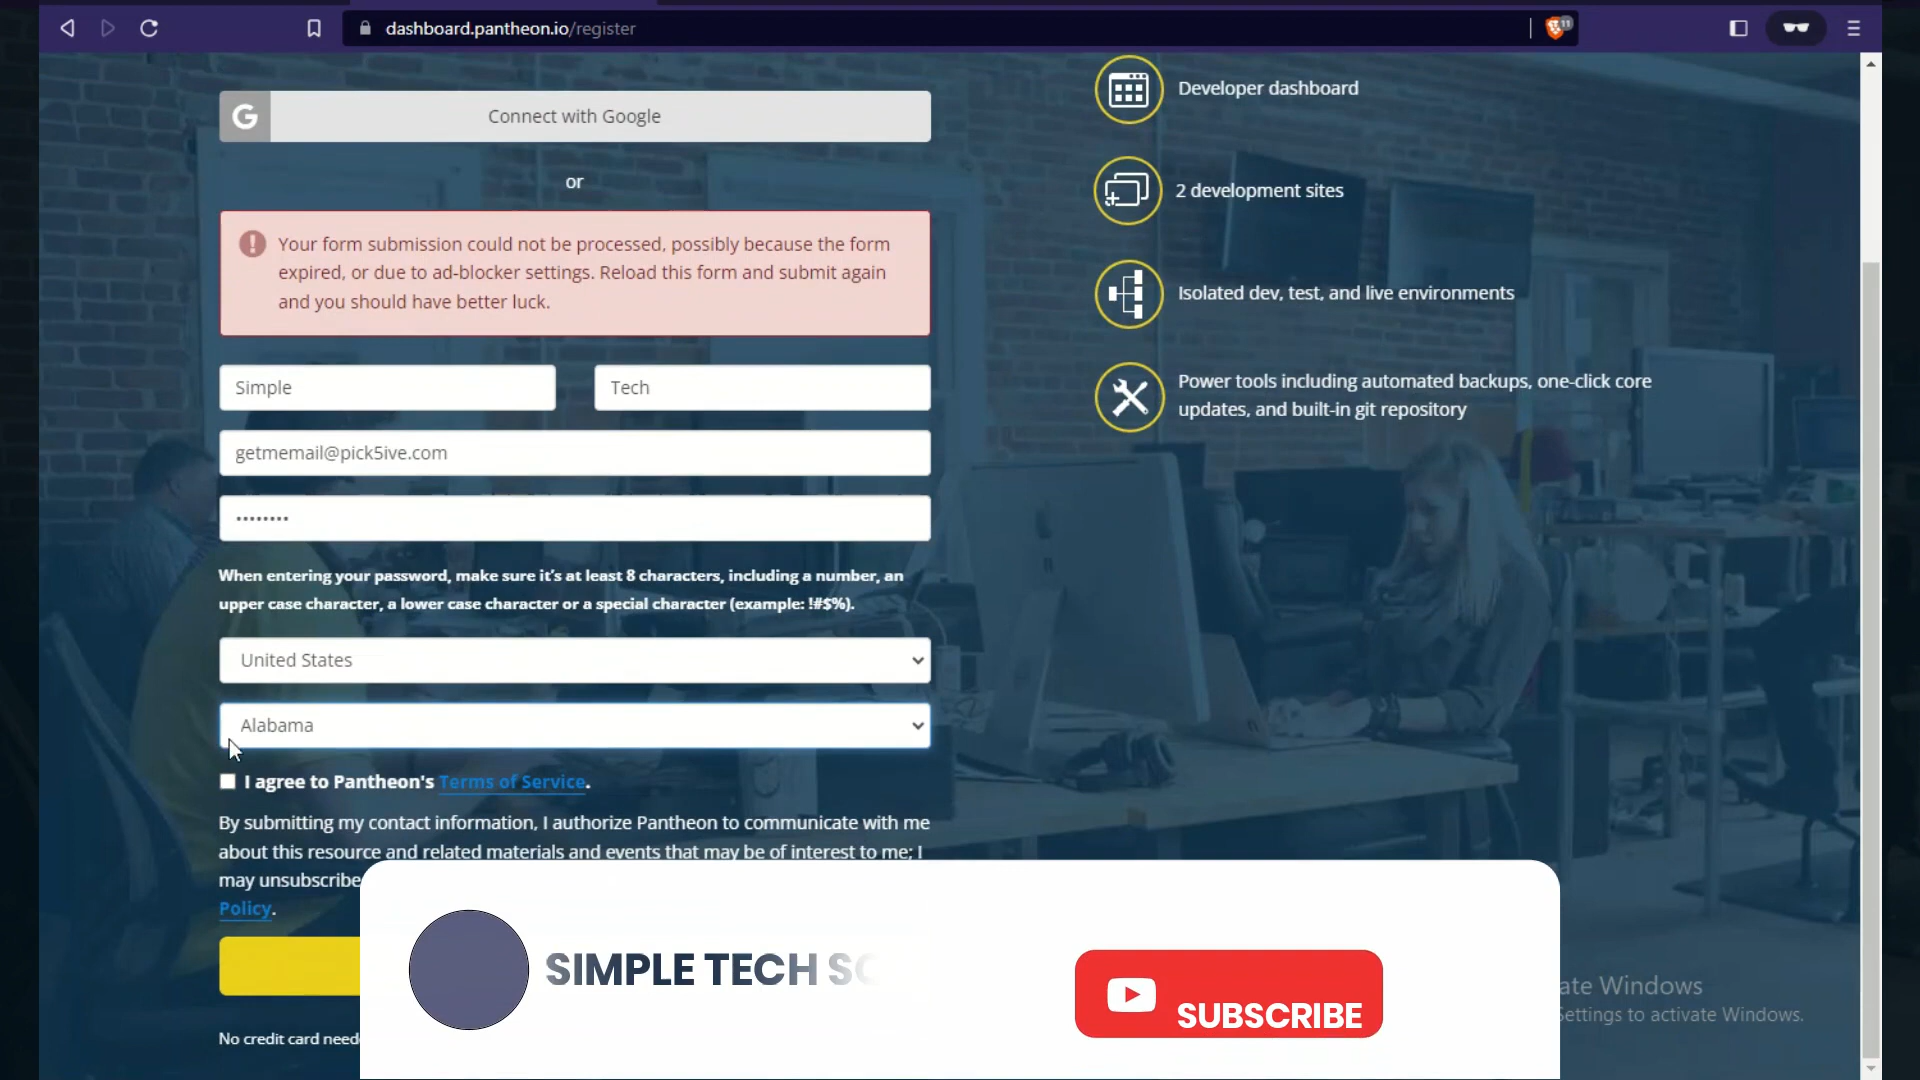 dashboard.pantheon.io/register
11
G
Connect with Google
or
Your form submission could not be processed, possibly because the form
expired, or due to ad-blocker settings. Reload this form and submit again
and you should have better luck.
Simple
Tech
getmemail@pick5ive.com
••••••••
When entering your password, make sure it's at least 8 characters, including a number, an
upper case character, a lower case character or a special character (example: !#$%).
United States
Alabama
I agree to Pantheon's Terms of Service.
By submitting my contact information, I authorize Pantheon to communicate with me
about this resource and related materials and events that may be of interest to me; I
may unsubscribe
Policy.
No credit card neede
Developer dashboard
2 development sites
Isolated dev, test, and live environments
Power tools including automated backups, one-click core
updates, and built-in git repository
SIMPLE TECH SC
SUBSCRIBE
ate Windows
Settings to activate Windows.